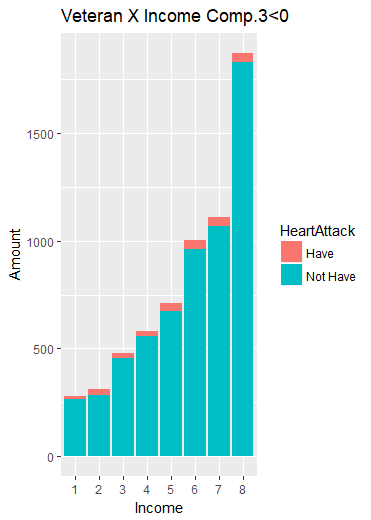 Veteran X Income Comp.3<0
Amount
1500
1000
500
0
1 2 3 4 5 6 7 8
Income
HeartAttack
Have
Not Have